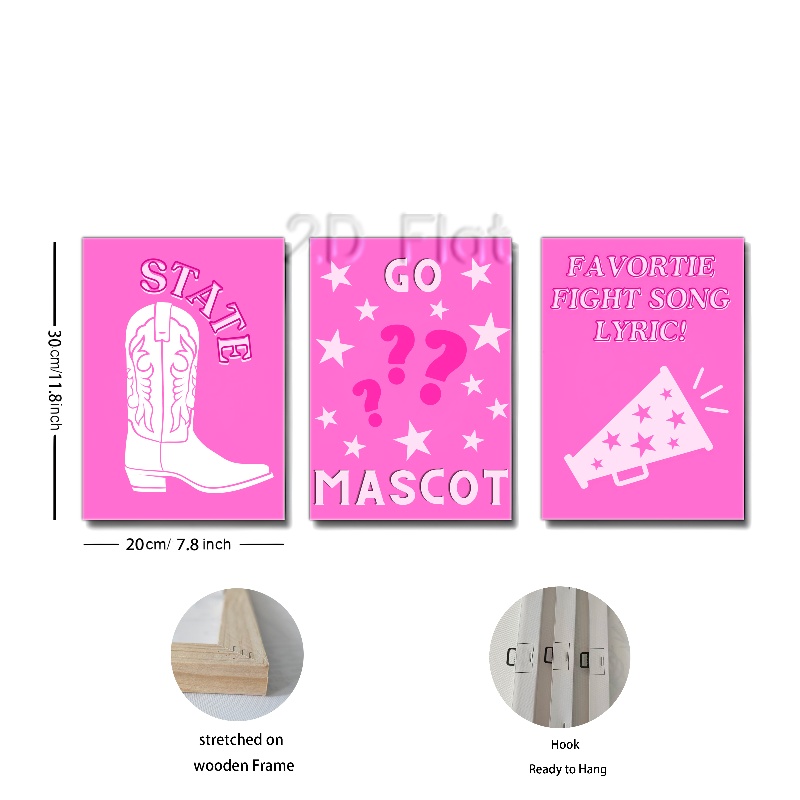 2D Flat
STATE
GO
??
?
MASCOT
FAVORTIE
FIGHT SONG
LYRIC!
30cm/11.8inch
20cm/ 7.8 inch
stretched on
wooden Frame
Hook
Ready to Hang